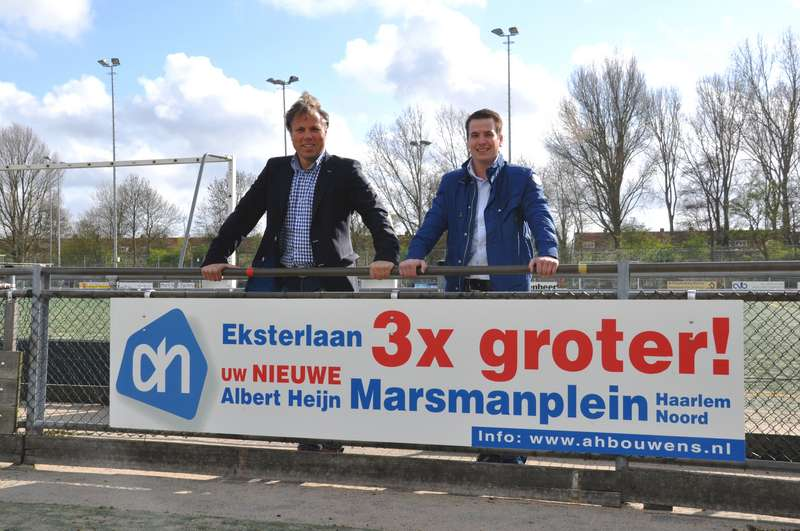 ah
Eksterlaan 3x groter!
UW NIEUWE
Albert Heijn Marsmanplein Haarlem
Noord
Info: www.ahbouwens.nl